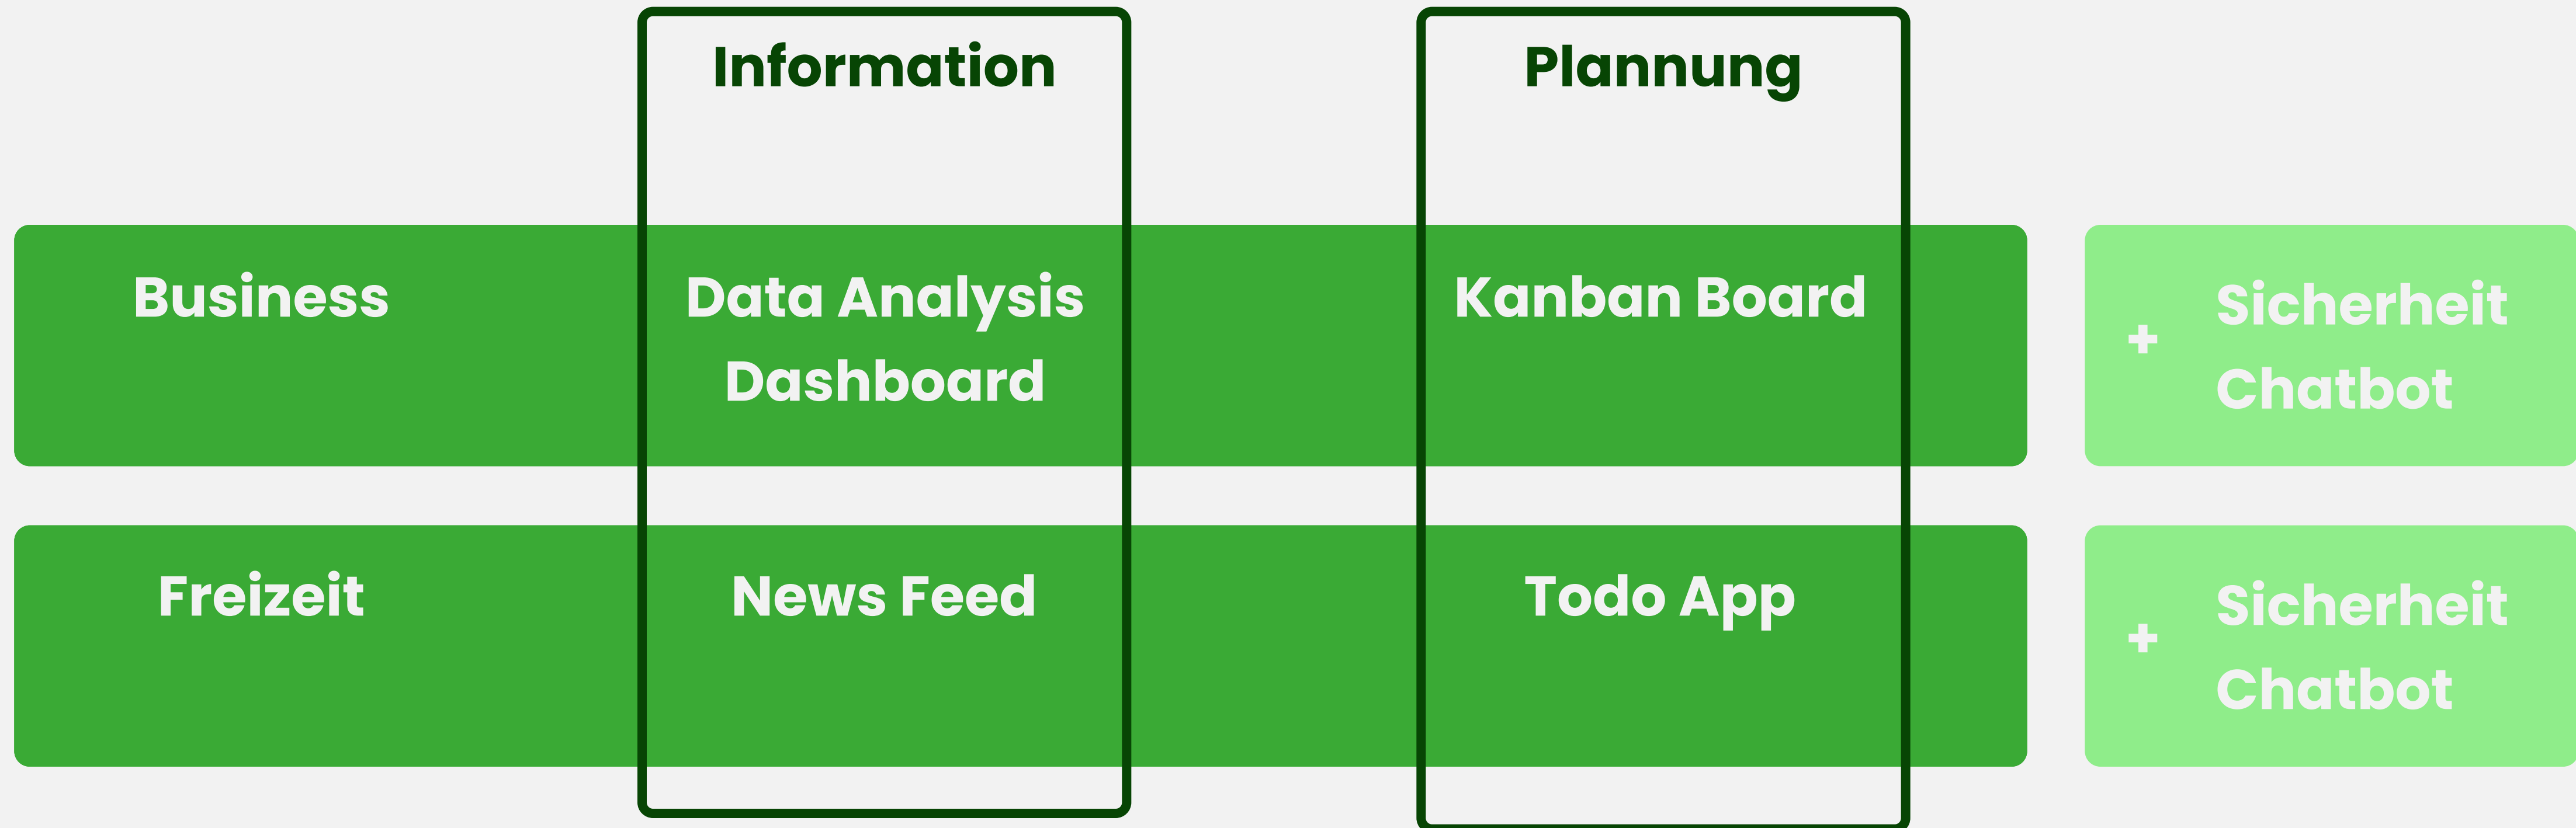 Information
Plannung
Business
Data Analysis
Dashboard
Kanban Board
+
Sicherheit
Chatbot
Freizeit
News Feed
Todo App
+
Sicherheit
Chatbot